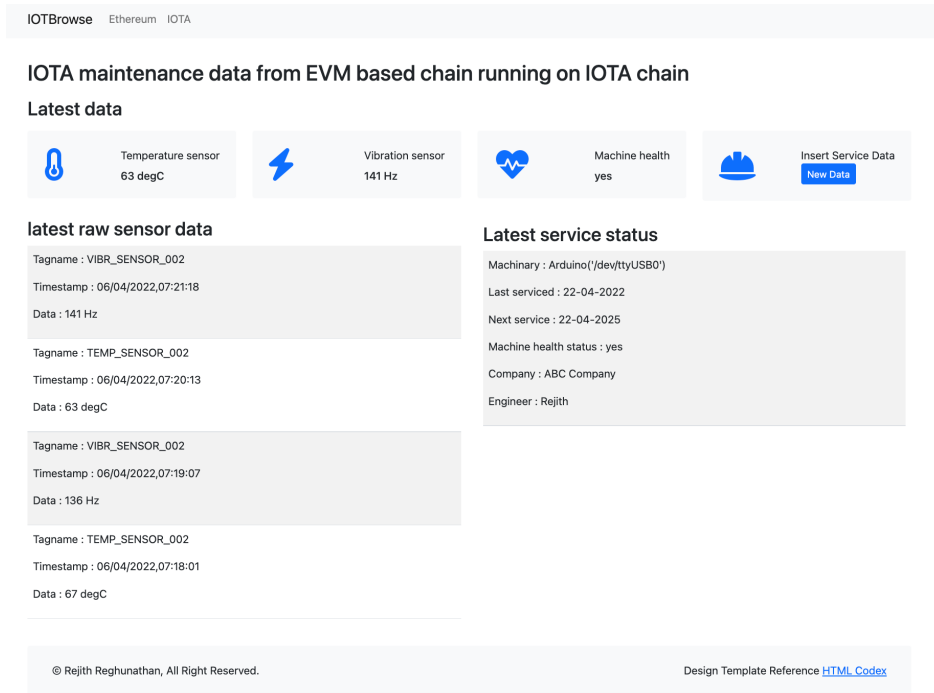 IOTBrowse Ethereum IOTA
IOTA maintenance data from EVM based chain running on IOTA chain
Latest data
Temperature sensor
63 degC
Vibration sensor
141 Hz
Machine health
yes
Insert Service Data
New Data
latest raw sensor data
Tagname : VIBR_SENSOR_002
Timestamp : 06/04/2022,07:21:18
Data : 141 Hz
Tagname : TEMP_SENSOR_002
Timestamp : 06/04/2022,07:20:13
Data : 63 degC
Tagname : VIBR_SENSOR_002
Timestamp : 06/04/2022,07:19:07
Data : 136 Hz
Tagname : TEMP_SENSOR_002
Timestamp : 06/04/2022,07:18:01
Data : 67 degC
Latest service status
Machinary : Arduino('/dev/ttyUSB0')
Last serviced : 22-04-2022
Next service : 22-04-2025
Machine health status : yes
Company : ABC Company
Engineer : Rejith
© Rejith Reghunathan, All Right Reserved.
Design Template Reference HTML Codex